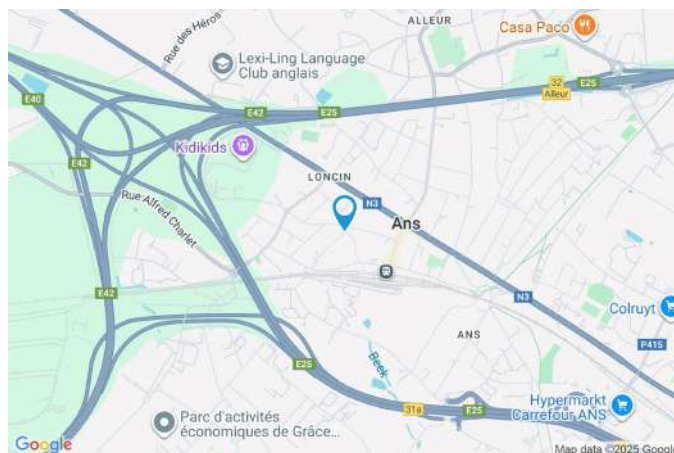 ALLEUR
Casa Paco
Rue des Héros
Lexi-Ling Language
Club anglais
32
Alleur
E25
E40
E42
E25
E42
Kidikids
LONCIN
N3
Ans
Rue Alfred Charlet
E42
N3
Colruyt
ANS
P415
E25
Beek
Hypermarkt
Carrefour ANS
31a
E25
Parc d'activités
économiques de Grâce...
Google
Map data ©2025 Google